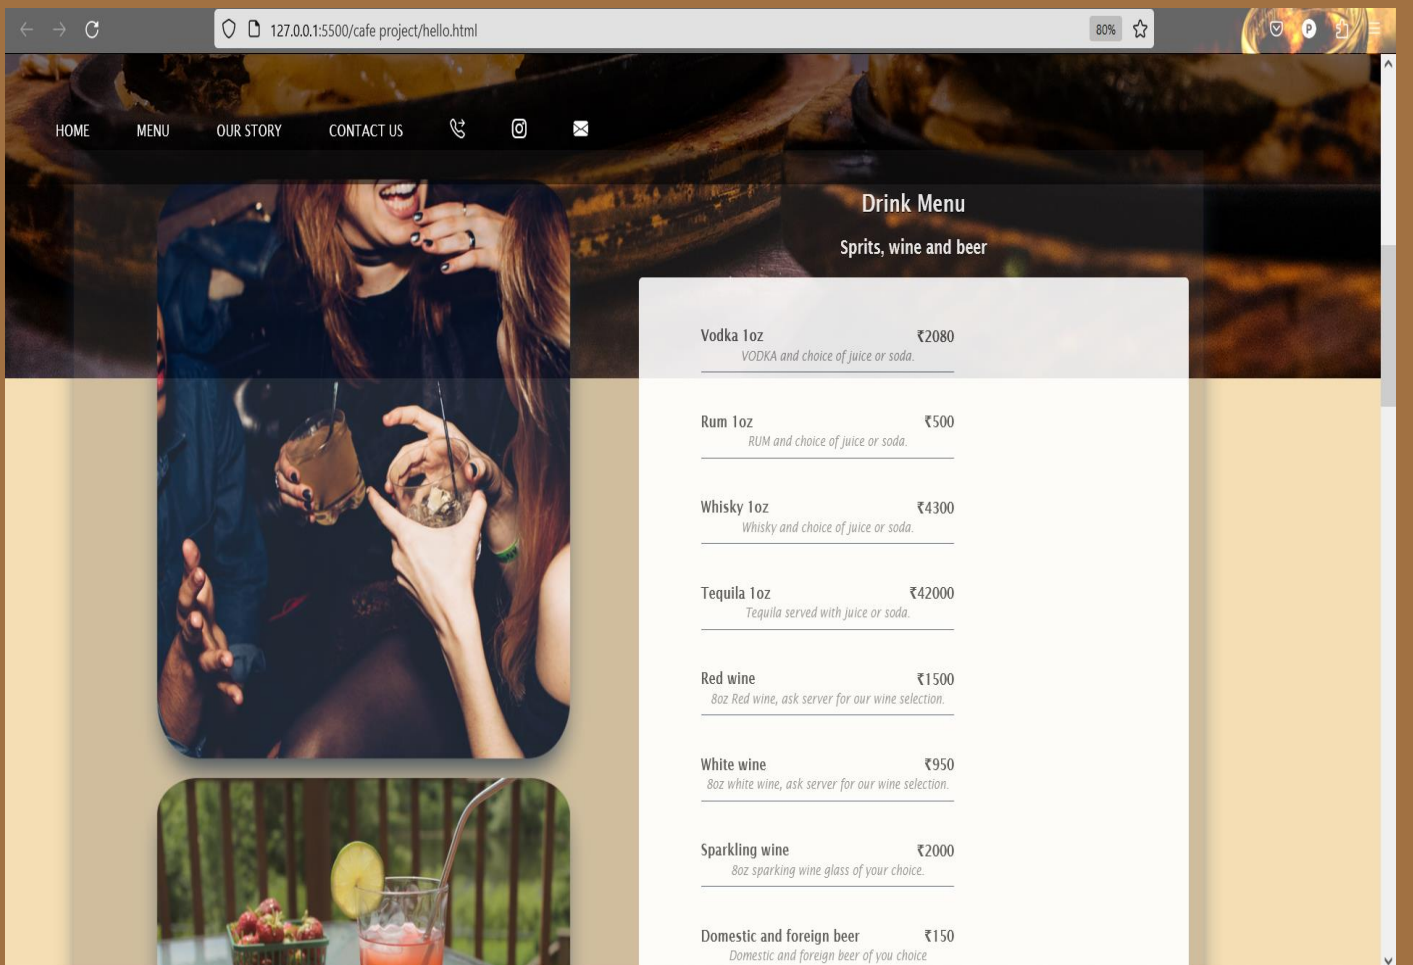 127.0.0.1:5500/cafe project/hello.html
80%
P
HOME MENU OUR STORY CONTACT US
Drink Menu
Sprits, wine and beer
Vodka 1oz ₹2080
VODKA and choice of juice or soda.
Rum 1oz ₹500
RUM and choice of juice or soda.
Whisky 1oz ₹4300
Whisky and choice of juice or soda.
Tequila 1oz ₹42000
Tequila served with juice or soda.
Red wine ₹1500
8oz Red wine, ask server for our wine selection.
White wine ₹950
8oz white wine, ask server for our wine selection.
Sparkling wine ₹2000
8oz sparking wine glass of your choice.
Domestic and foreign beer ₹150
Domestic and foreign beer of you choice